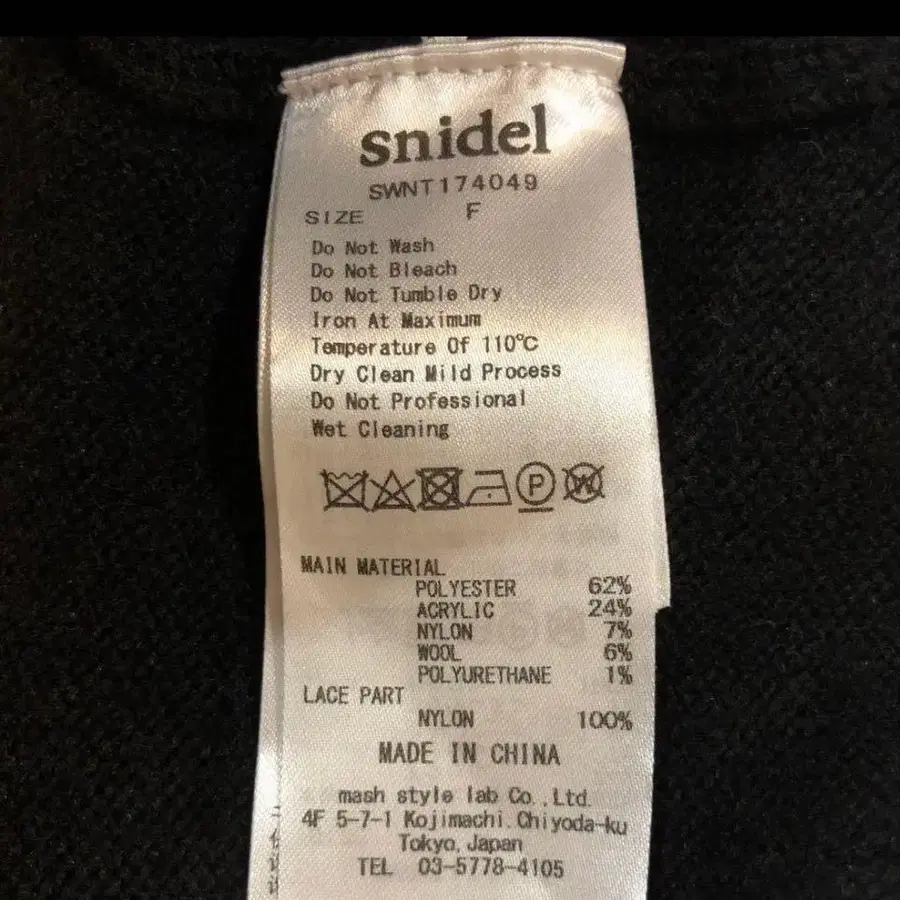 snidel
SWNT174049
SIZE F
Do Not Wash
Do Not Bleach
Do Not Tumble Dry
Iron At Maximum
Temperature Of 110℃
Dry Clean Mild Process
Do Not Professional
Wet Cleaning
P W
MAIN MATERIAL
POLYESTER 62%
ACRYLIC 24%
NYLON 7%
WOOL 6%
POLYURETHANE 1%
LACE PART
NYLON 100%
MADE IN CHINA
mash style lab Co.,Ltd.
4F 5-7-1 Kojimachi.Chiyoda-ku
Tokyo,Japan
TEL 03-5778-4105